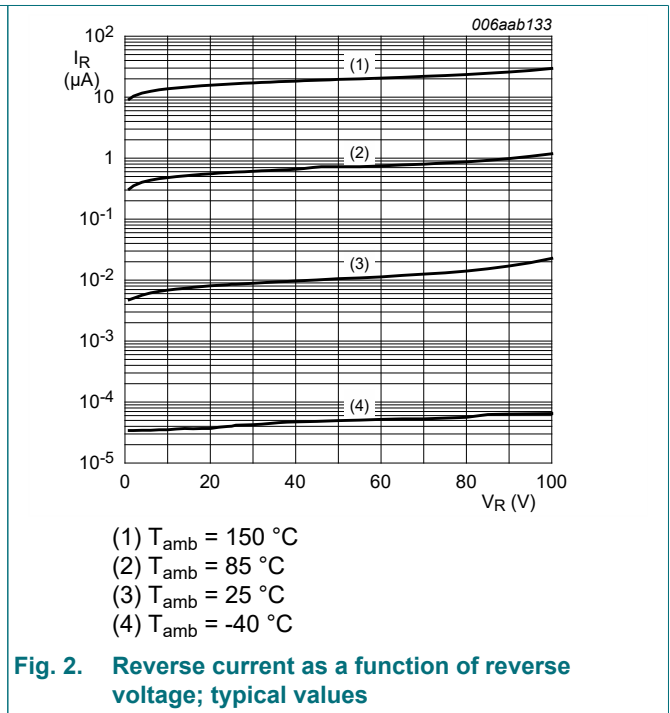 006aab133
I_R
(µA)
10²
10
1
10⁻¹
10⁻²
10⁻³
10⁻⁴
10⁻⁵
(1)
(2)
(3)
(4)
0 20 40 60 80 100
V_R (V)
(1) T_amb = 150 °C
(2) T_amb = 85 °C
(3) T_amb = 25 °C
(4) T_amb = -40 °C
Fig. 2. Reverse current as a function of reverse
voltage; typical values